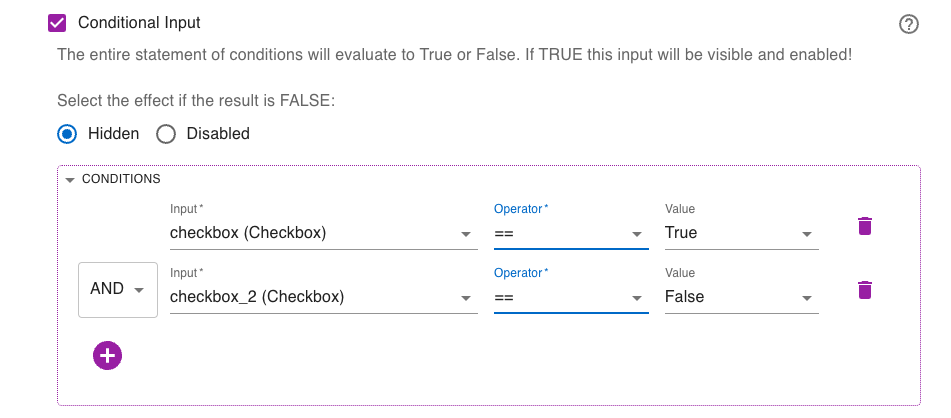 Conditional Input
The entire statement of conditions will evaluate to True or False. If TRUE this input will be visible and enabled!
Select the effect if the result is FALSE:
Hidden Disabled
CONDITIONS
Input* Operator* Value
checkbox (Checkbox) == True
Input* Operator* Value
AND checkbox_2 (Checkbox) == False